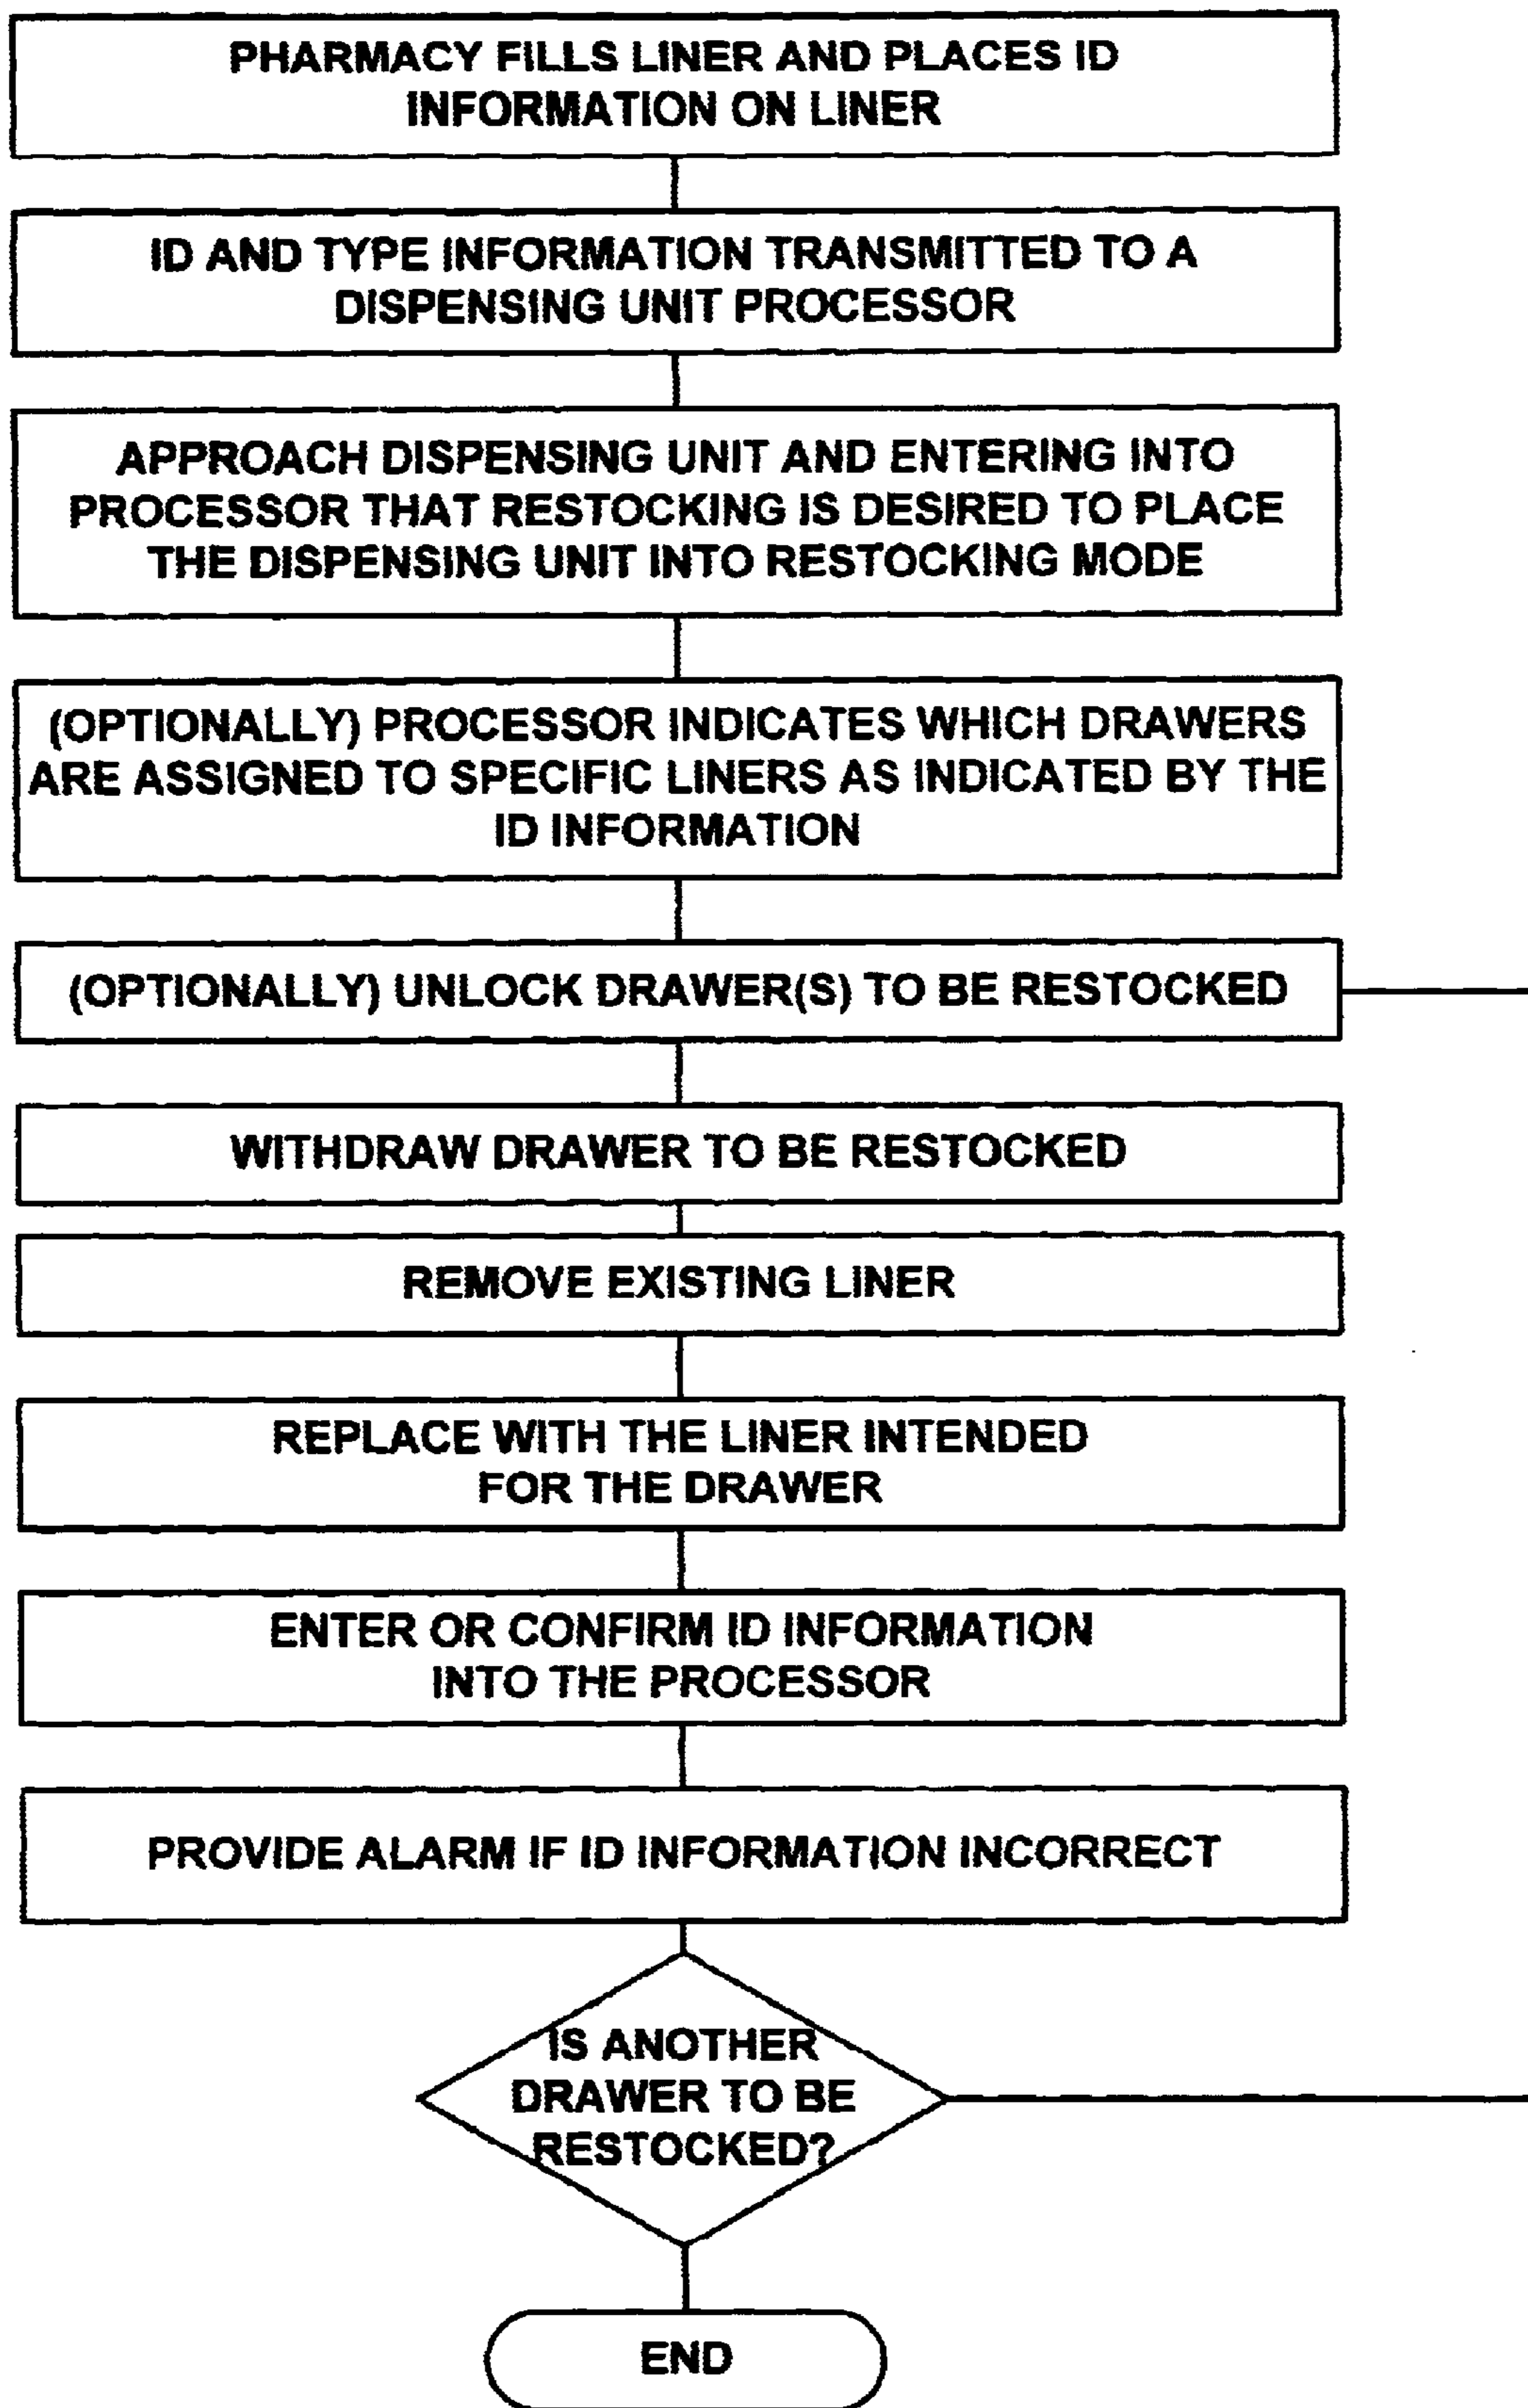 PHARMACY FILLS LINER AND PLACES ID
INFORMATION ON LINER
ID AND TYPE INFORMATION TRANSMITTED TO A
DISPENSING UNIT PROCESSOR
APPROACH DISPENSING UNIT AND ENTERING INTO
PROCESSOR THAT RESTOCKING IS DESIRED TO PLACE
THE DISPENSING UNIT INTO RESTOCKING MODE
(OPTIONALLY) PROCESSOR INDICATES WHICH DRAWERS
ARE ASSIGNED TO SPECIFIC LINERS AS INDICATED BY THE
ID INFORMATION
(OPTIONALLY) UNLOCK DRAWER(S) TO BE RESTOCKED
WITHDRAW DRAWER TO BE RESTOCKED
REMOVE EXISTING LINER
REPLACE WITH THE LINER INTENDED
FOR THE DRAWER
ENTER OR CONFIRM ID INFORMATION
INTO THE PROCESSOR
PROVIDE ALARM IF ID INFORMATION INCORRECT
IS ANOTHER
DRAWER TO BE
RESTOCKED?
END